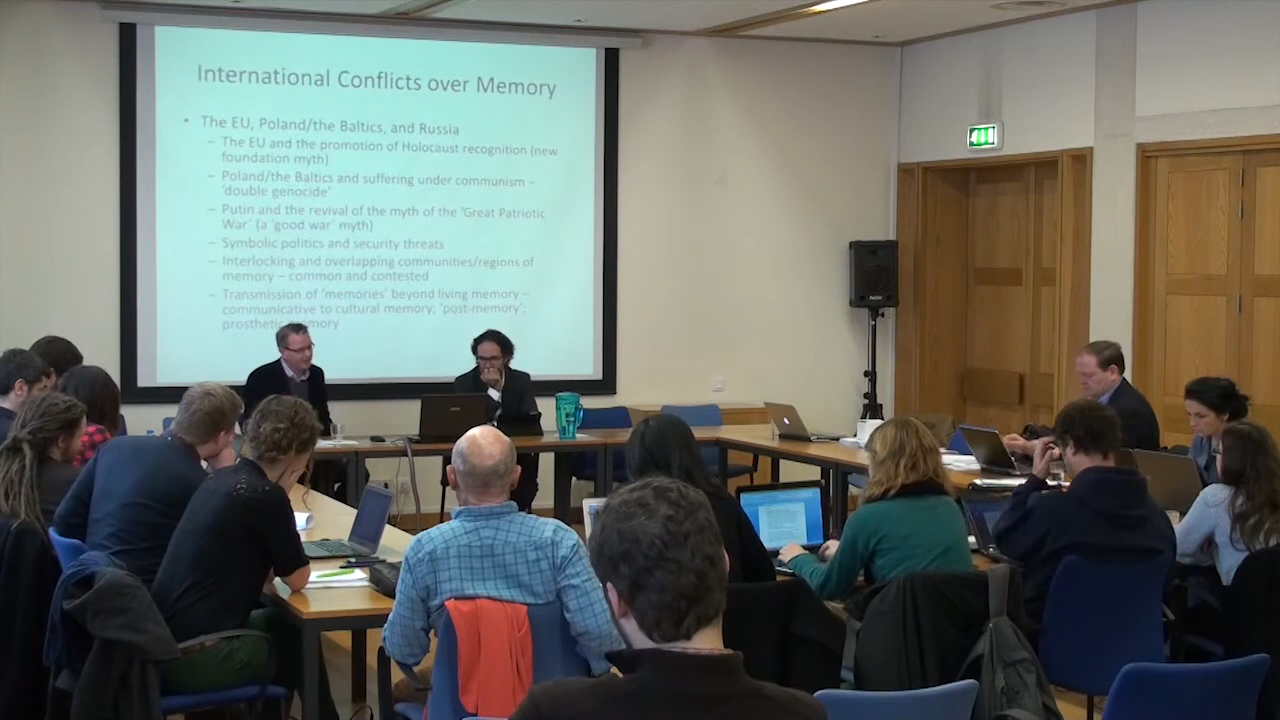 International Conflicts over Memory
• The EU, Poland/the Baltics, and Russia
– The EU and the promotion of Holocaust recognition (new
foundation myth)
– Poland/the Baltics and suffering under communism –
'double genocide'
– Putin and the revival of the myth of the 'Great Patriotic
War' (a 'good war' myth)
– Symbolic politics and security threats
– Interlocking and overlapping communities/regions of
memory – common and contested
– Transmission of 'memories' beyond living memory –
communicative to cultural memory; 'post-memory';
prosthetic memory